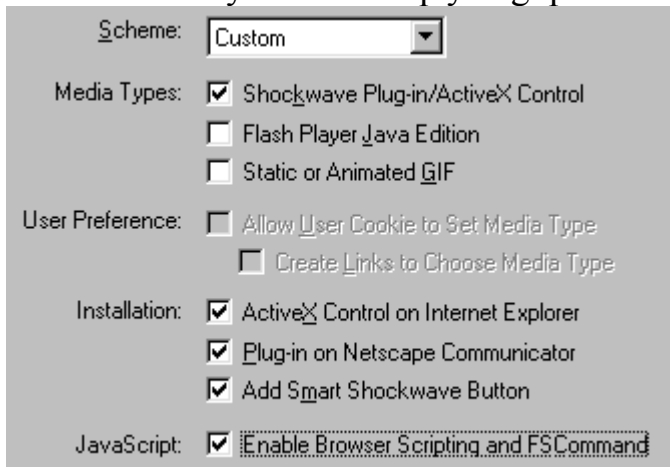 Scheme: Custom
Media Types: Shockwave Plug-in/ActiveX Control
Flash Player Java Edition
Static or Animated GIF
User Preference: Allow User Cookie to Set Media Type
Create Links to Choose Media Type
Installation: ActiveX Control on Internet Explorer
Plug-in on Netscape Communicator
Add Smart Shockwave Button
JavaScript: Enable Browser Scripting and FSCommand